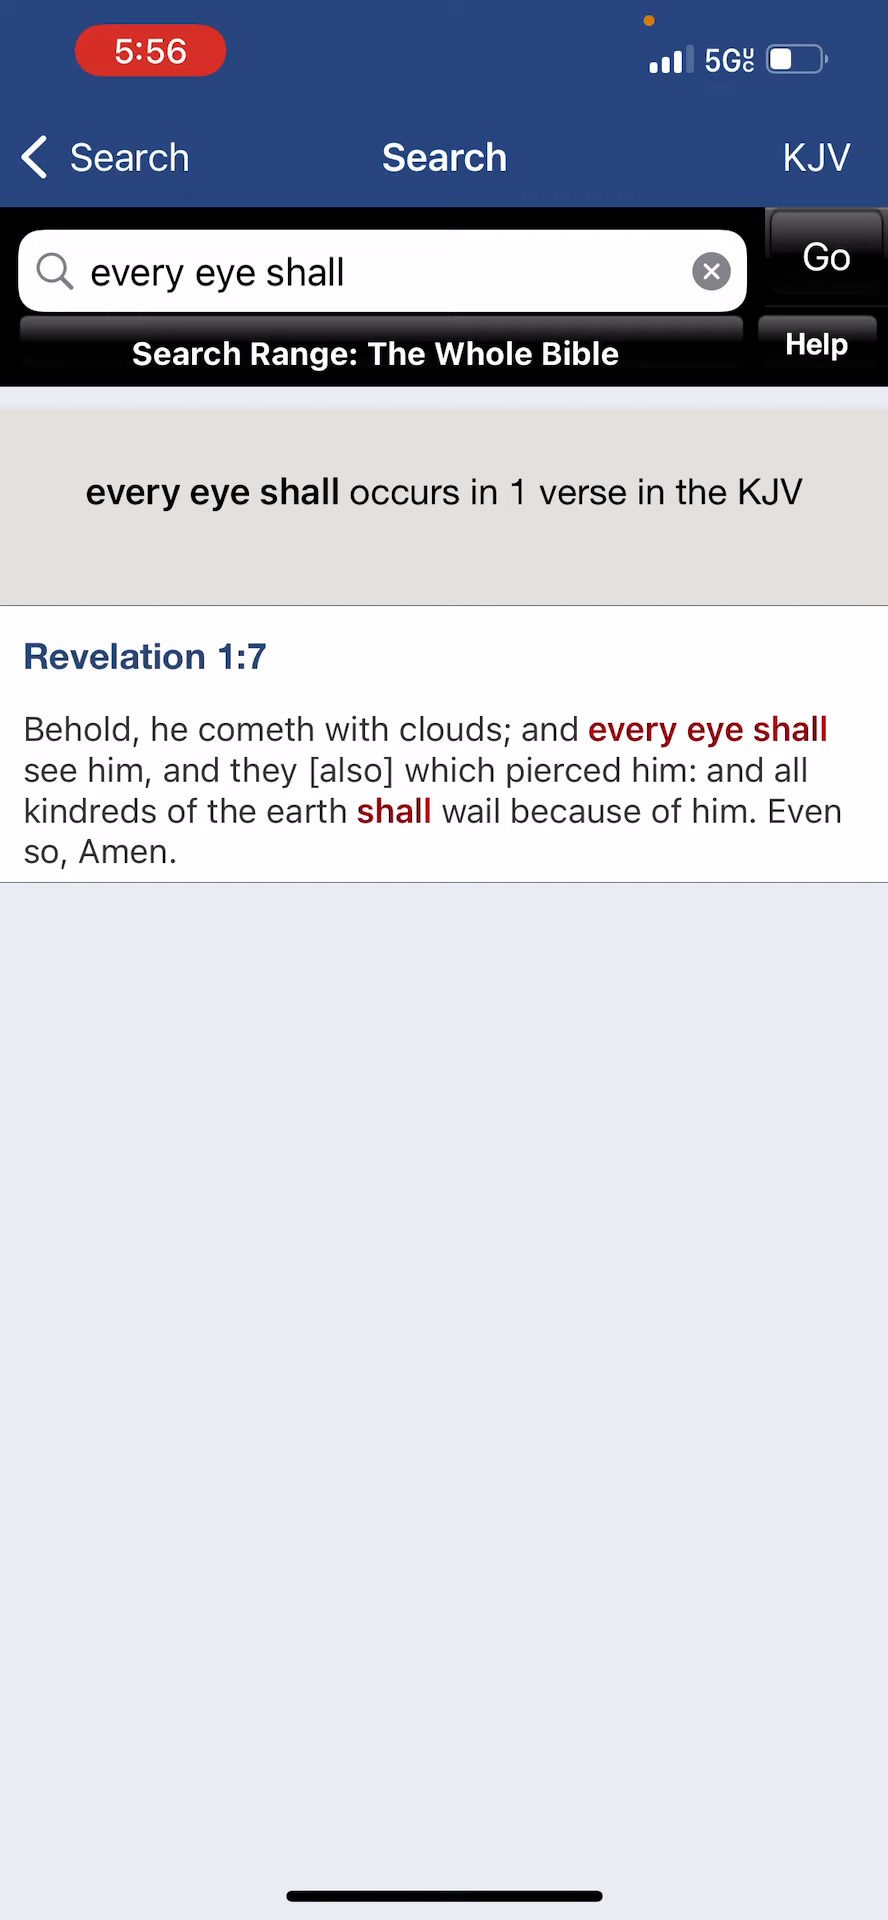 5:56
5G UC
Search
Search
KJV
every eye shall
Go
Search Range: The Whole Bible
Help
every eye shall occurs in 1 verse in the KJV
Revelation 1:7
Behold, he cometh with clouds; and every eye shall
see him, and they [also] which pierced him: and all
kindreds of the earth shall wail because of him. Even
so, Amen.